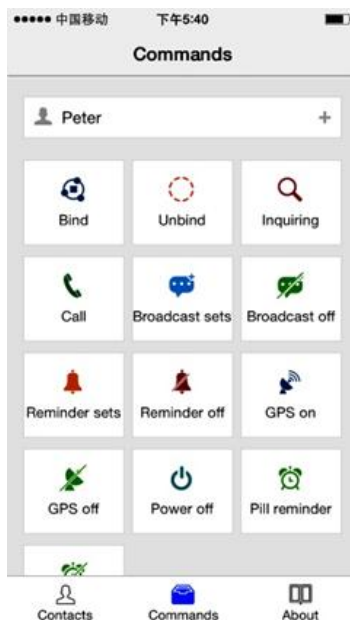 中国移动 下午5:40
Commands
Peter +
Bind Unbind Inquiring
Call Broadcast sets Broadcast off
Reminder sets Reminder off GPS on
GPS off Power off Pill reminder
Contacts Commands About